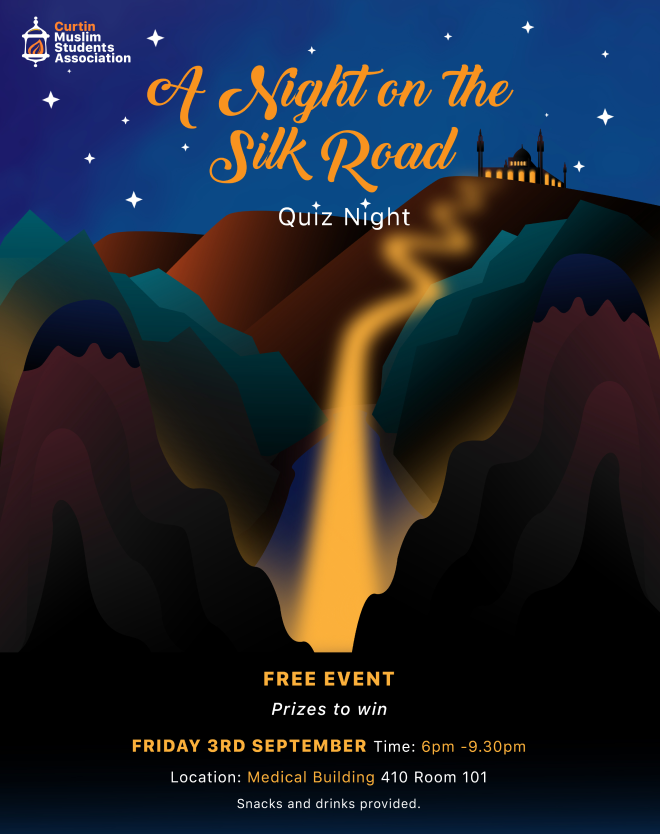 Curtin
Muslim
Students
Association
A Night on the
Silk Road
Quiz Night
FREE EVENT
Prizes to win
FRIDAY 3RD SEPTEMBER Time: 6pm -9.30pm
Location: Medical Building 410 Room 101
Snacks and drinks provided.